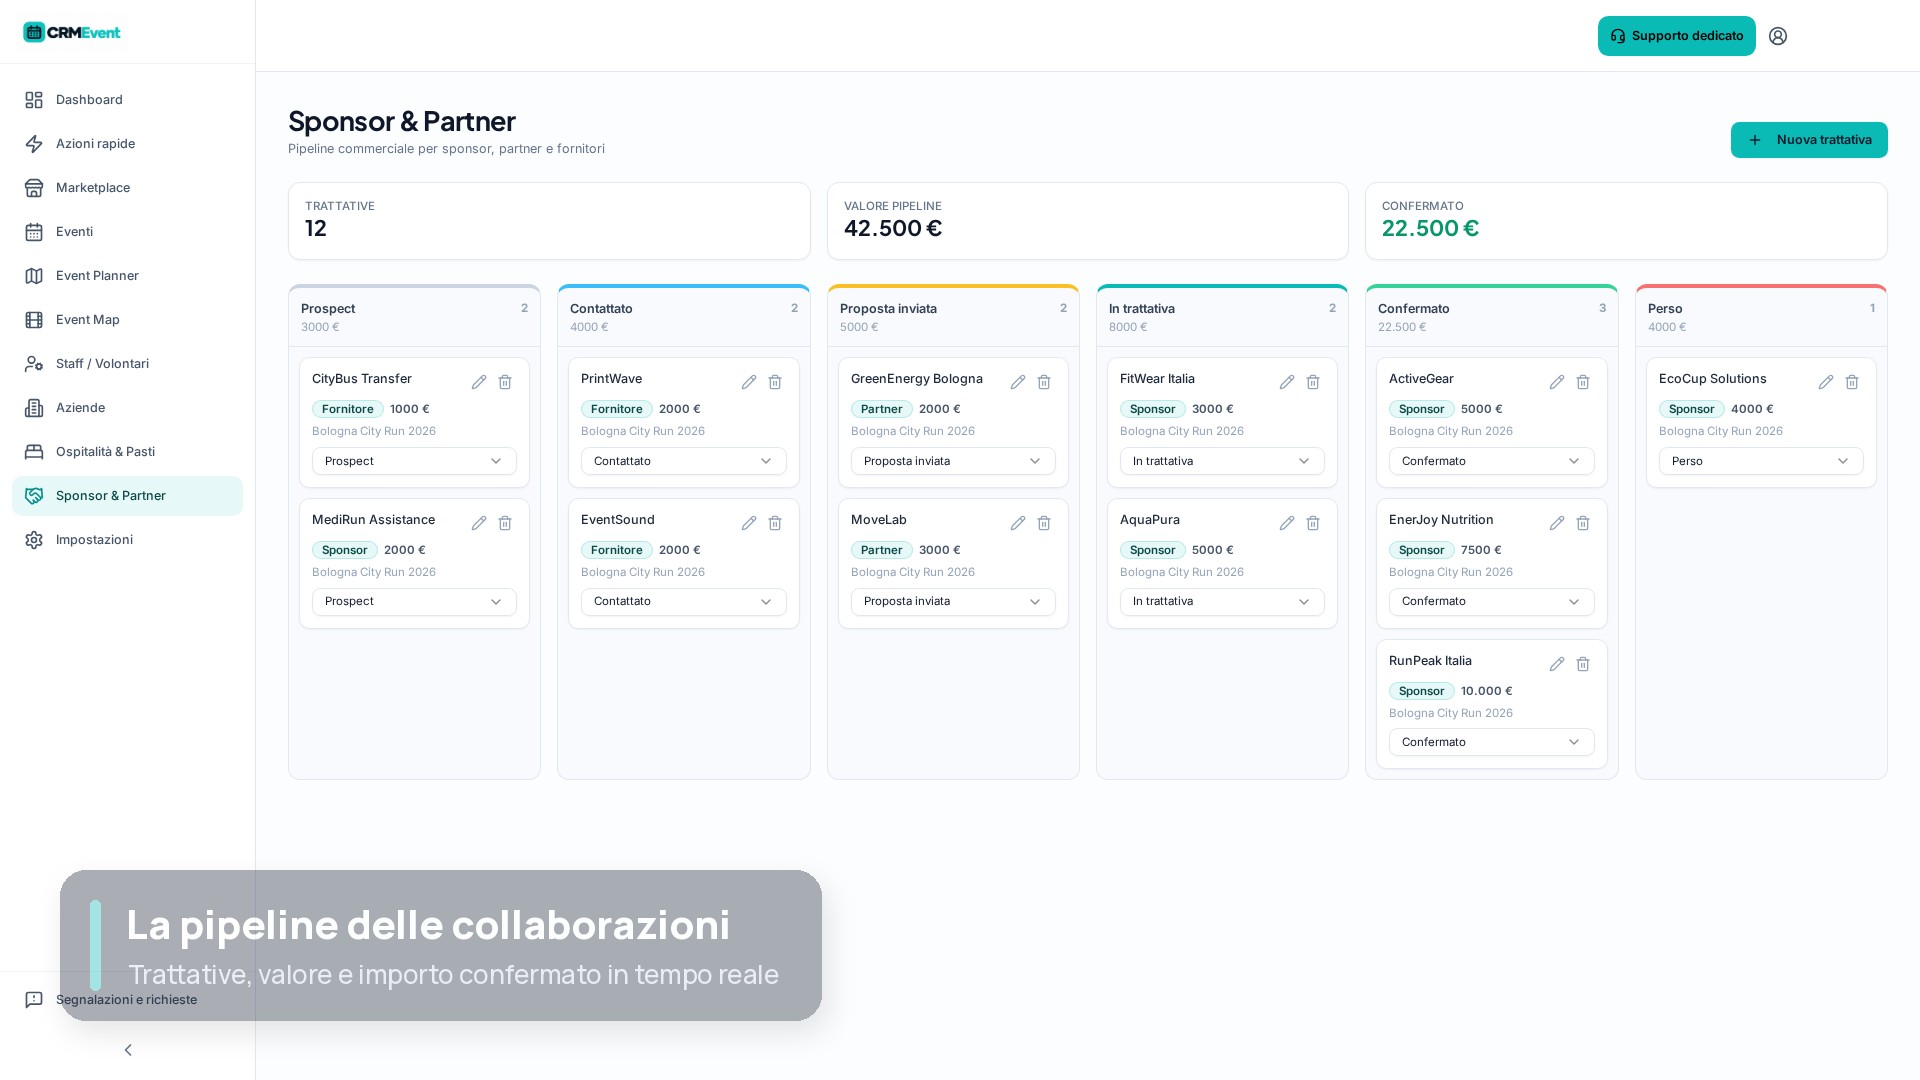 CRMEvent
Supporto dedicato
Dashboard
Azioni rapide
Marketplace
Eventi
Event Planner
Event Map
Staff / Volontari
Aziende
Ospitalità & Pasti
Sponsor & Partner
Impostazioni
Segnalazioni e richieste
Sponsor & Partner
Pipeline commerciale per sponsor, partner e fornitori
Nuova trattativa
TRATTATIVE
12
VALORE PIPELINE
42.500 €
CONFERMATO
22.500 €
Prospect 2
3000 €
CityBus Transfer
Fornitore 1000 €
Bologna City Run 2026
Prospect
MediRun Assistance
Sponsor 2000 €
Bologna City Run 2026
Prospect
Contattato 2
4000 €
PrintWave
Fornitore 2000 €
Bologna City Run 2026
Contattato
EventSound
Fornitore 2000 €
Bologna City Run 2026
Contattato
Proposta inviata 2
5000 €
GreenEnergy Bologna
Partner 2000 €
Bologna City Run 2026
Proposta inviata
MoveLab
Partner 3000 €
Bologna City Run 2026
Proposta inviata
In trattativa 2
8000 €
FitWear Italia
Sponsor 3000 €
Bologna City Run 2026
In trattativa
AquaPura
Sponsor 5000 €
Bologna City Run 2026
In trattativa
Confermato 3
22.500 €
ActiveGear
Sponsor 5000 €
Bologna City Run 2026
Confermato
EnerJoy Nutrition
Sponsor 7500 €
Bologna City Run 2026
Confermato
RunPeak Italia
Sponsor 10.000 €
Bologna City Run 2026
Confermato
Perso 1
4000 €
EcoCup Solutions
Sponsor 4000 €
Bologna City Run 2026
Perso
La pipeline delle collaborazioni
Trattative, valore e importo confermato in tempo reale